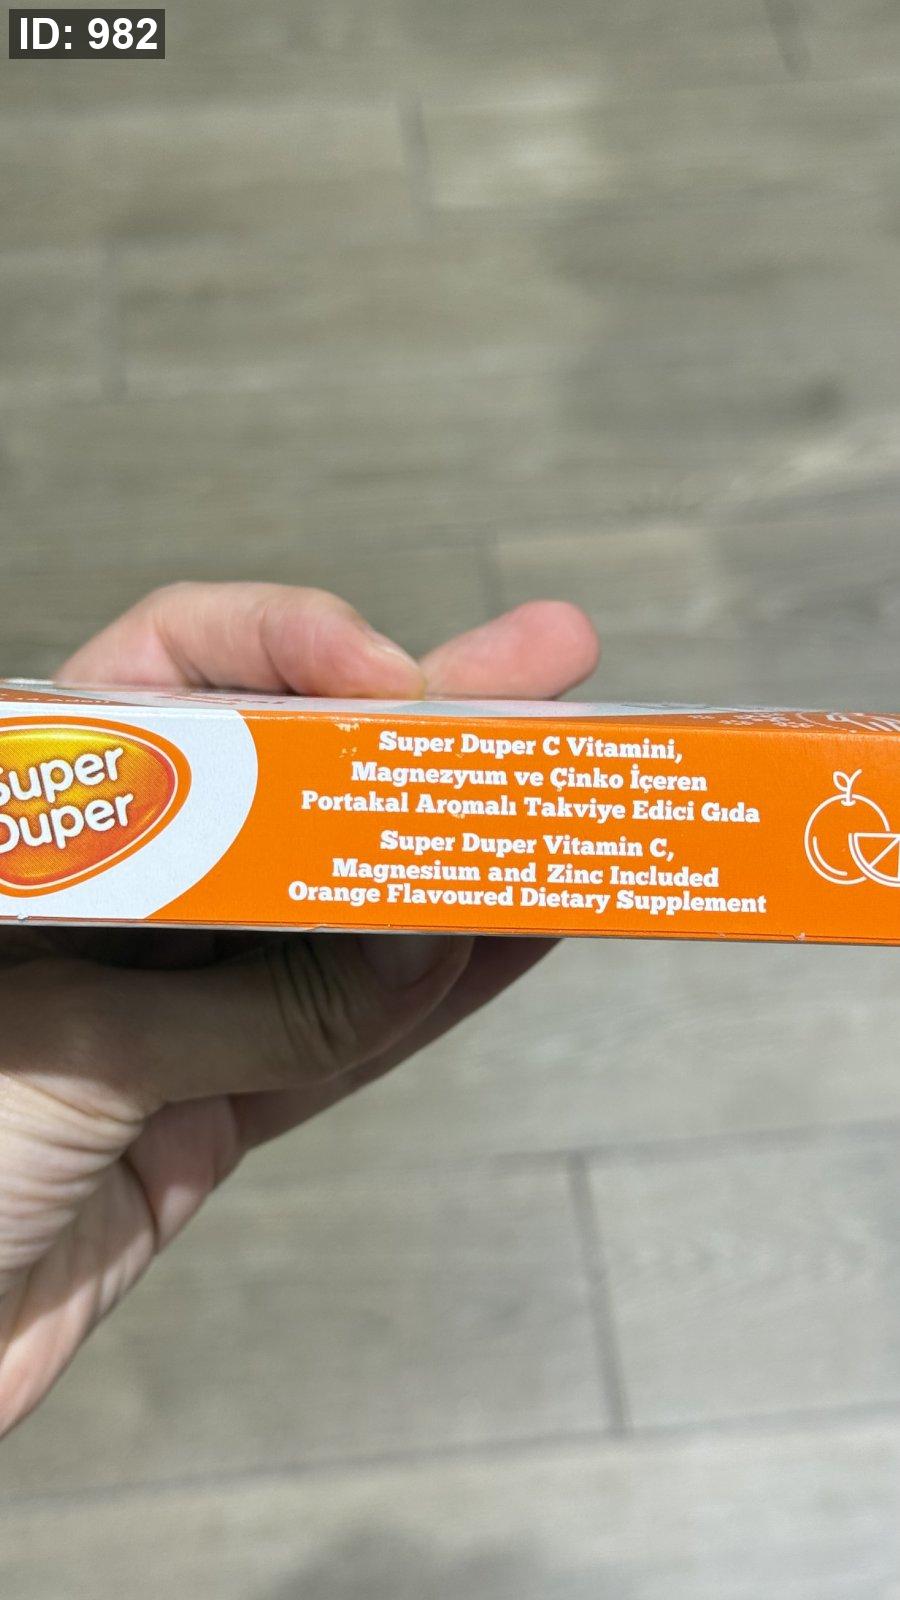 ID: 982
Super
Duper
Super Duper C Vitamini,
Magnezyum ve Çinko İçeren
Portakal Aromalı Takviye Edici Gıda
Super Duper Vitamin C,
Magnesium and Zinc Included
Orange Flavoured Dietary Supplement